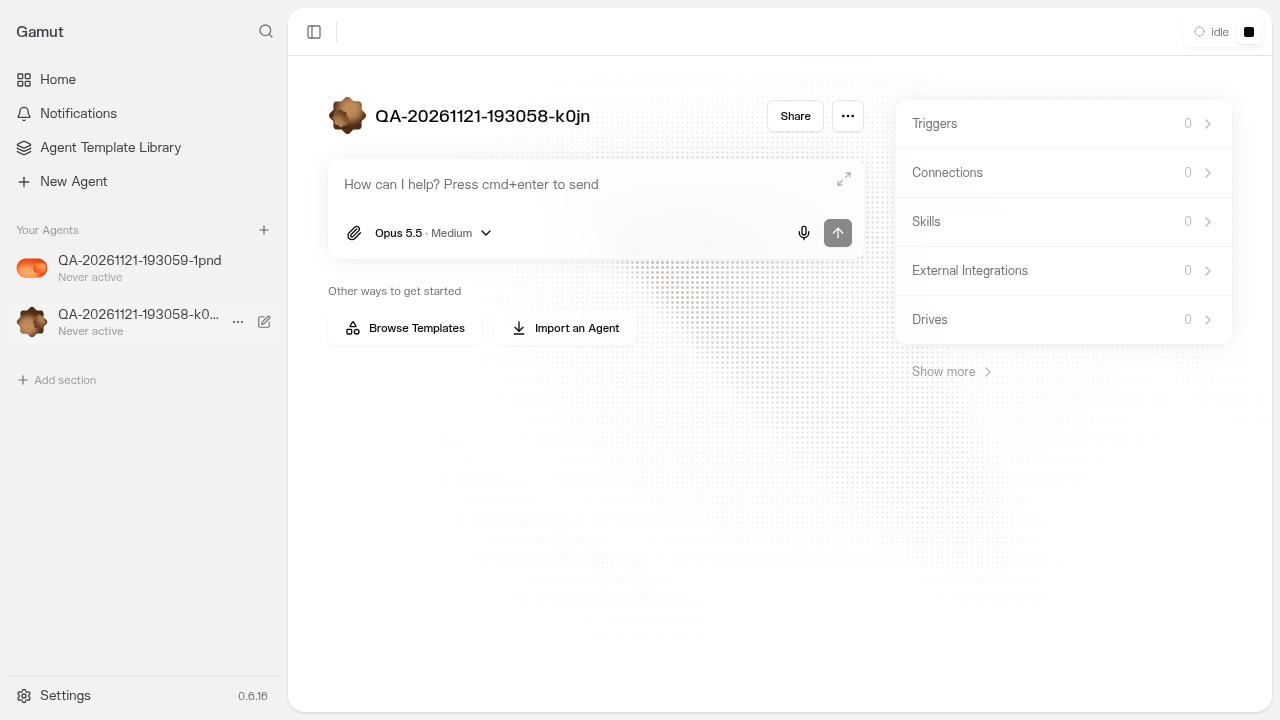 Gamut
Home
Notifications
Agent Template Library
New Agent
Your Agents
QA-20261121-193059-1pnd
Never active
QA-20261121-193058-k0...
Never active
Add section
Settings
0.6.16
idle
QA-20261121-193058-k0jn
Share
How can I help? Press cmd+enter to send
Opus 5.5 · Medium
Other ways to get started
Browse Templates
Import an Agent
Triggers 0
Connections 0
Skills 0
External Integrations 0
Drives 0
Show more